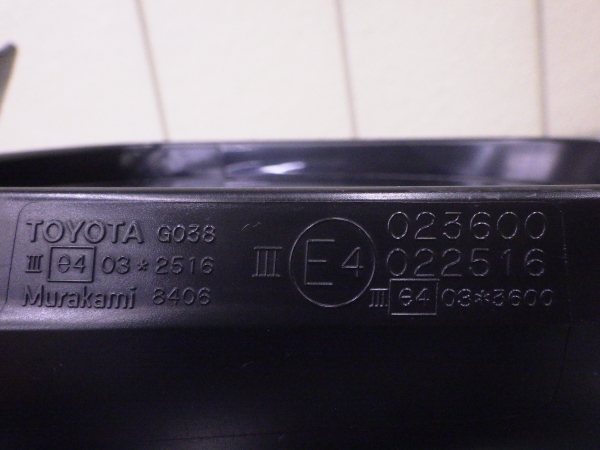 TOYOTA G038
III e4 03*2516
Murakami 8406
III E4 023600
022516
III e4 03*3600